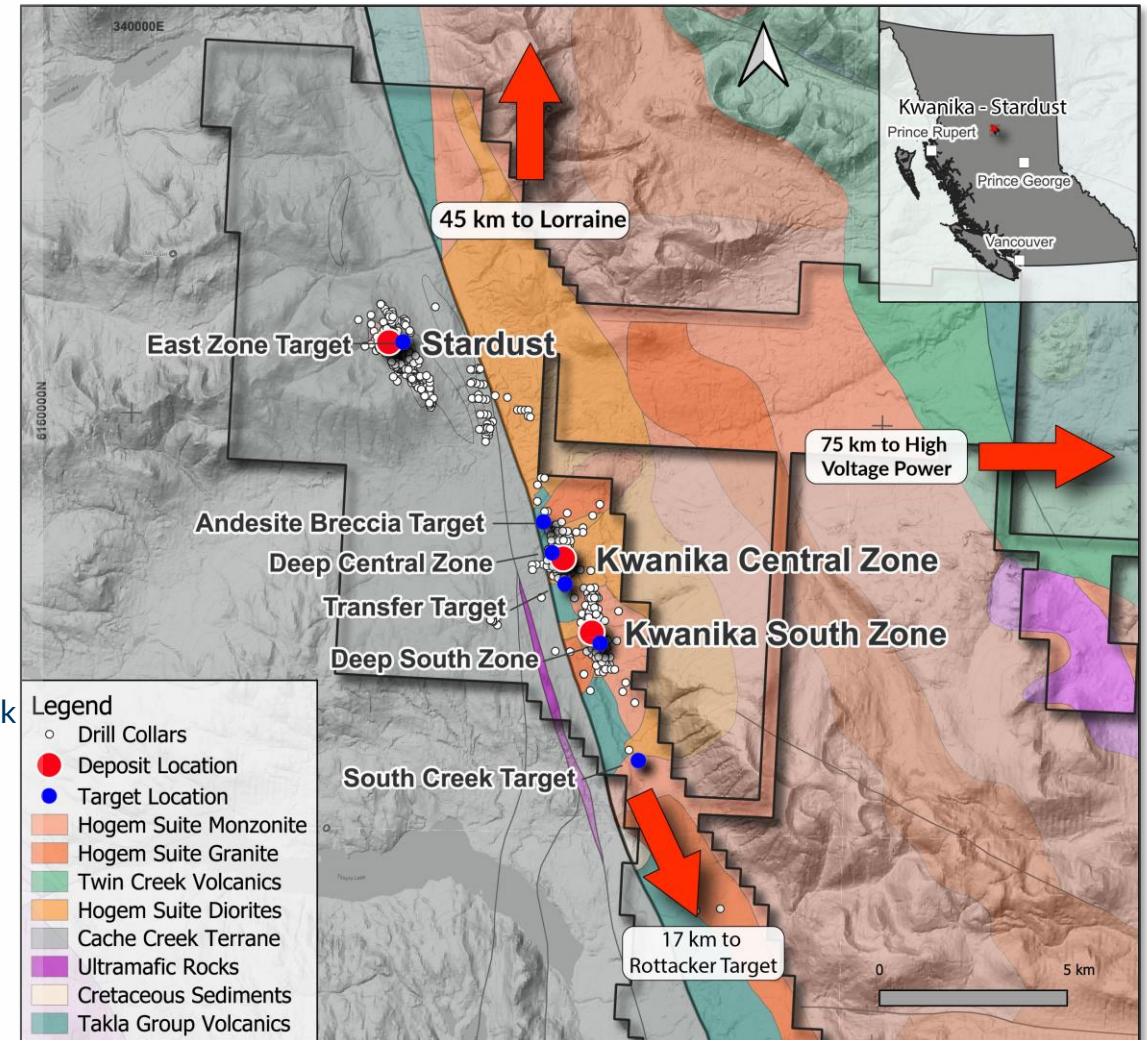 340000E
6160000N
Kwanika - Stardust
Prince Rupert
Prince George
Vancouver
45 km to Lorraine
East Zone Target
Stardust
75 km to High
Voltage Power
Andesite Breccia Target
Deep Central Zone
Kwanika Central Zone
Transfer Target
Kwanika South Zone
Deep South Zone
South Creek Target
17 km to
Rottacker Target
0
5 km
k
Legend
Drill Collars
Deposit Location
Target Location
Hogem Suite Monzonite
Hogem Suite Granite
Twin Creek Volcanics
Hogem Suite Diorites
Cache Creek Terrane
Ultramafic Rocks
Cretaceous Sediments
Takla Group Volcanics